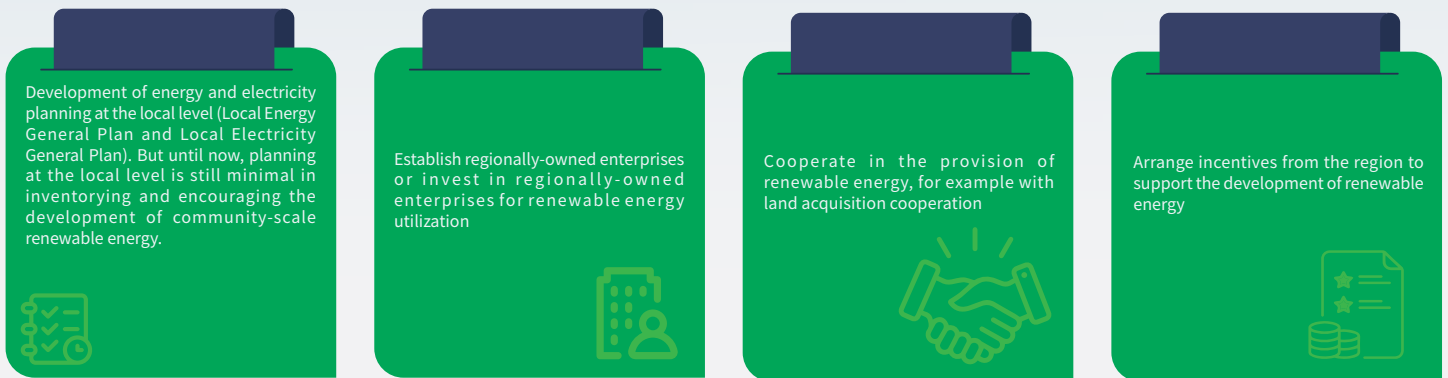 Development of energy and electricity
planning at the local level (Local Energy
General Plan and Local Electricity
General Plan). But until now, planning
at the local level is still minimal in
inventorying and encouraging the
development of community-scale
renewable energy.
Establish regionally-owned enterprises
or invest in regionally-owned
enterprises for renewable energy
utilization
Cooperate in the provision of
renewable energy, for example with
land acquisition cooperation
Arrange incentives from the region to
support the development of renewable
energy